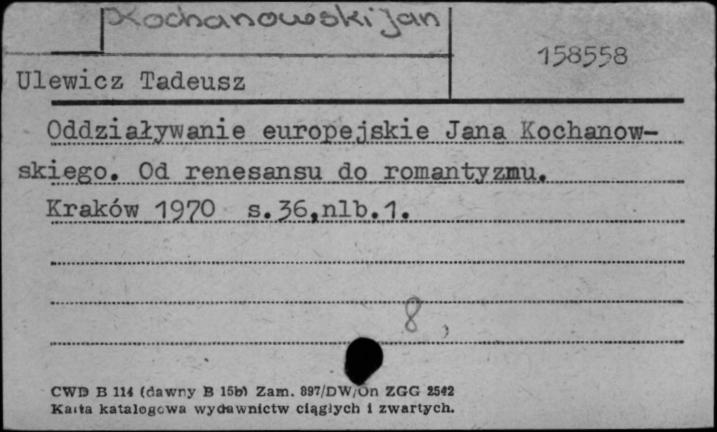 Kochanowski Jan
158558
Ulewicz Tadeusz
Oddziaływanie europejskie Jana Kochanow-
skiego. Od renesansu do romantyzmu.
Kraków 1970 s.36,nlb.1.
8,
CWD B 114 (dawny B 15b) Zam. 897/DW/On ZGG 2542
Karta katalogowa wydawnictw ciągłych i zwartych.